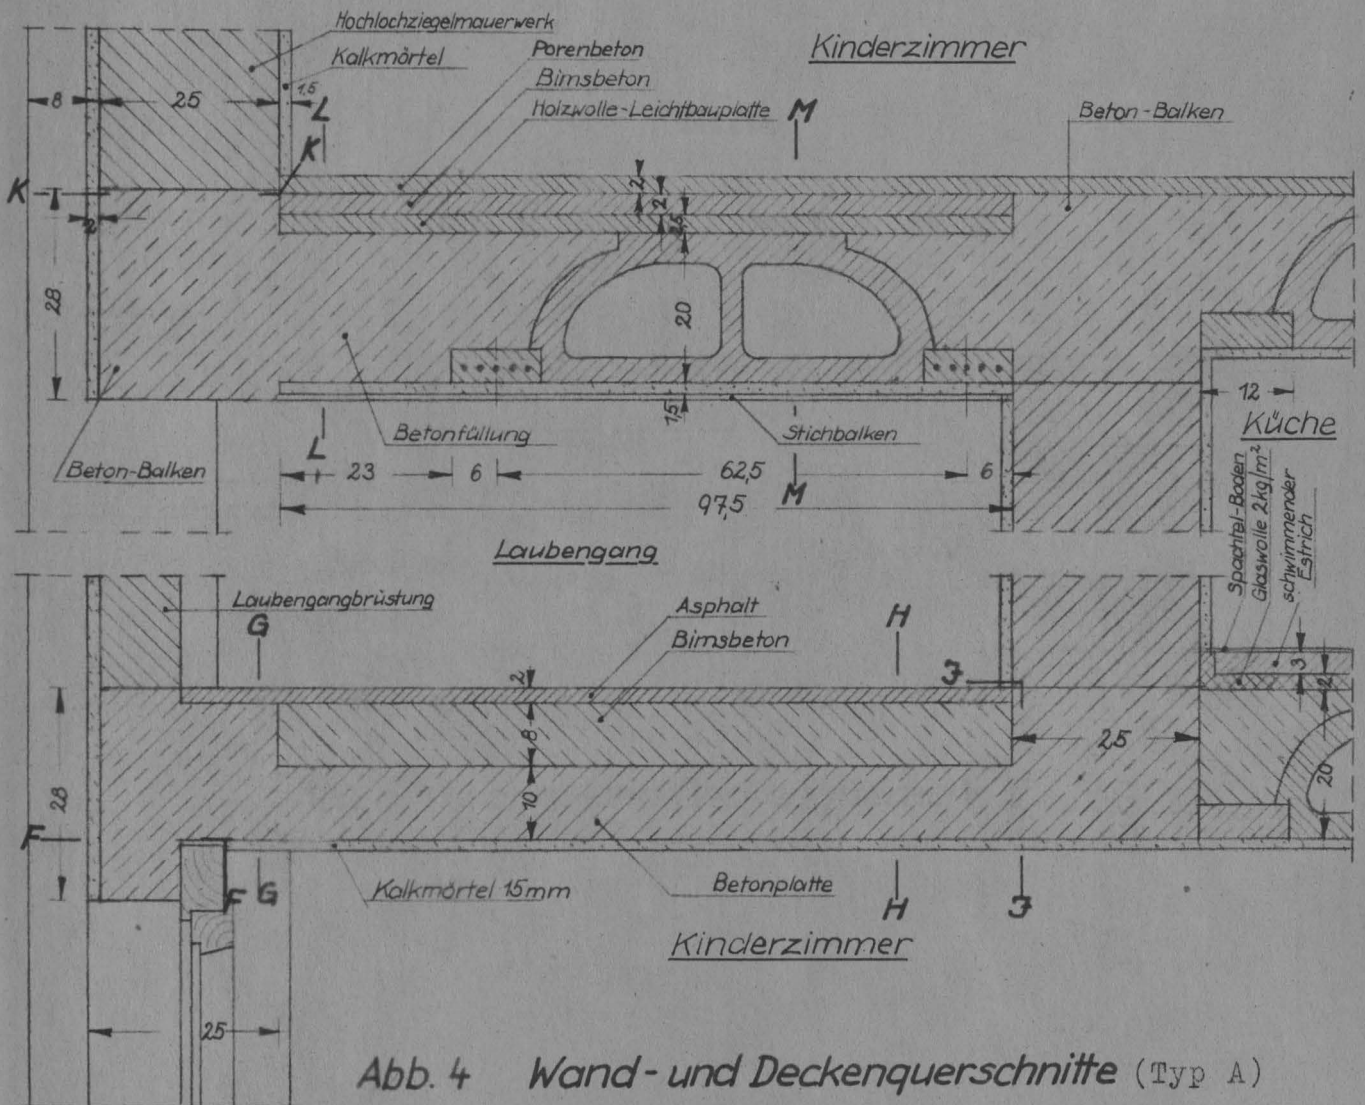 Hochlochziegelmauerwerk
Kalkmörtel
Porenbeton
Bimsbeton
Holzwolle-Leichtbauplatte
Kinderzimmer
Beton-Balken
8
25
1,5
L
K
M
K
2
2
2
2,5
28
20
1,5
12
Küche
Betonfüllung
Stichbalken
Beton-Balken
L
23
6
62,5
6
M
97,5
Spachtel-Boden
Glaswolle 2kg/m²
schwimmender
Estrich
Laubengang
Laubengangbrüstung
G
Asphalt
Bimsbeton
H
J
2
3
2
8
25
28
10
20
F
F
G
Kalkmörtel 15mm
Betonplatte
H
J
Kinderzimmer
25
Abb. 4 Wand- und Deckenquerschnitte (Typ A)